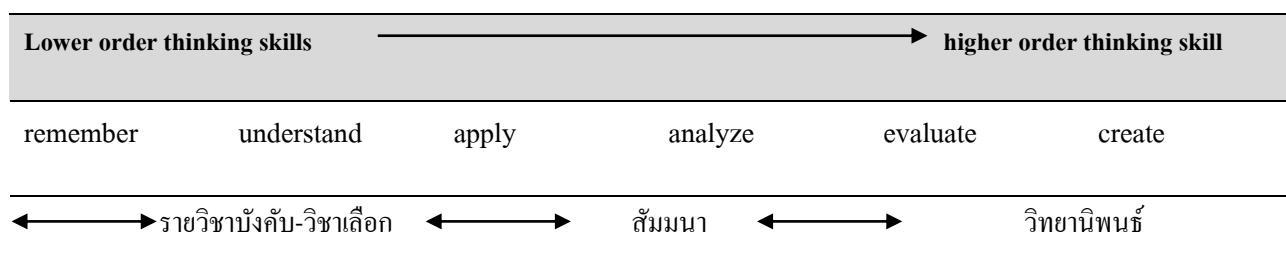 Lower order thinking skills higher order thinking skill
remember understand apply analyze evaluate create
รายวิชาบังคับ-วิชาเลือก สัมมนา วิทยานิพนธ์